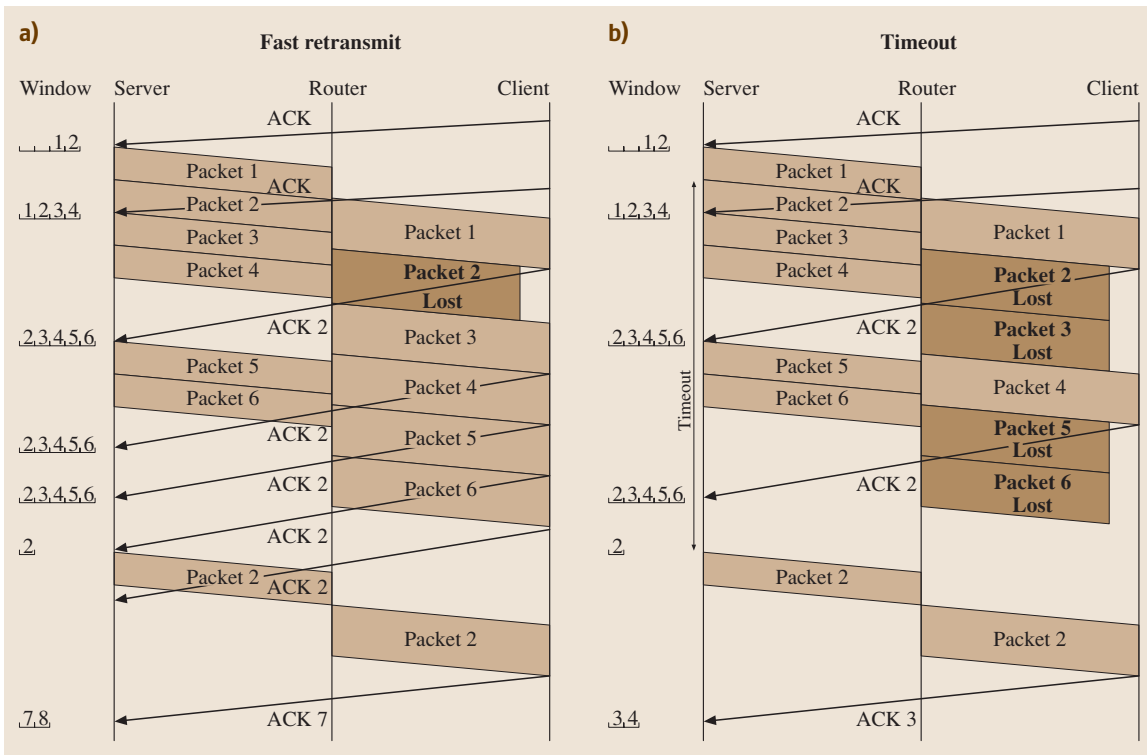 a)
Fast retransmit
Window
Server
Router
Client
ACK
1,2
Packet 1
ACK
Packet 2
1,2,3,4
Packet 3
Packet 1
Packet 4
Packet 2
Lost
ACK 2
2,3,4,5,6
Packet 3
Packet 5
Packet 4
Packet 6
ACK 2
2,3,4,5,6
Packet 5
ACK 2
2,3,4,5,6
Packet 6
ACK 2
2
Packet 2
ACK 2
Packet 2
7,8
ACK 7
b)
Timeout
Window
Server
Router
Client
ACK
1,2
Packet 1
ACK
Packet 2
1,2,3,4
Packet 3
Packet 1
Packet 4
Packet 2
Lost
ACK 2
2,3,4,5,6
Packet 3
Lost
Packet 5
Packet 4
Packet 6
Timeout
Packet 5
Lost
ACK 2
2,3,4,5,6
Packet 6
Lost
2
Packet 2
Packet 2
3,4
ACK 3